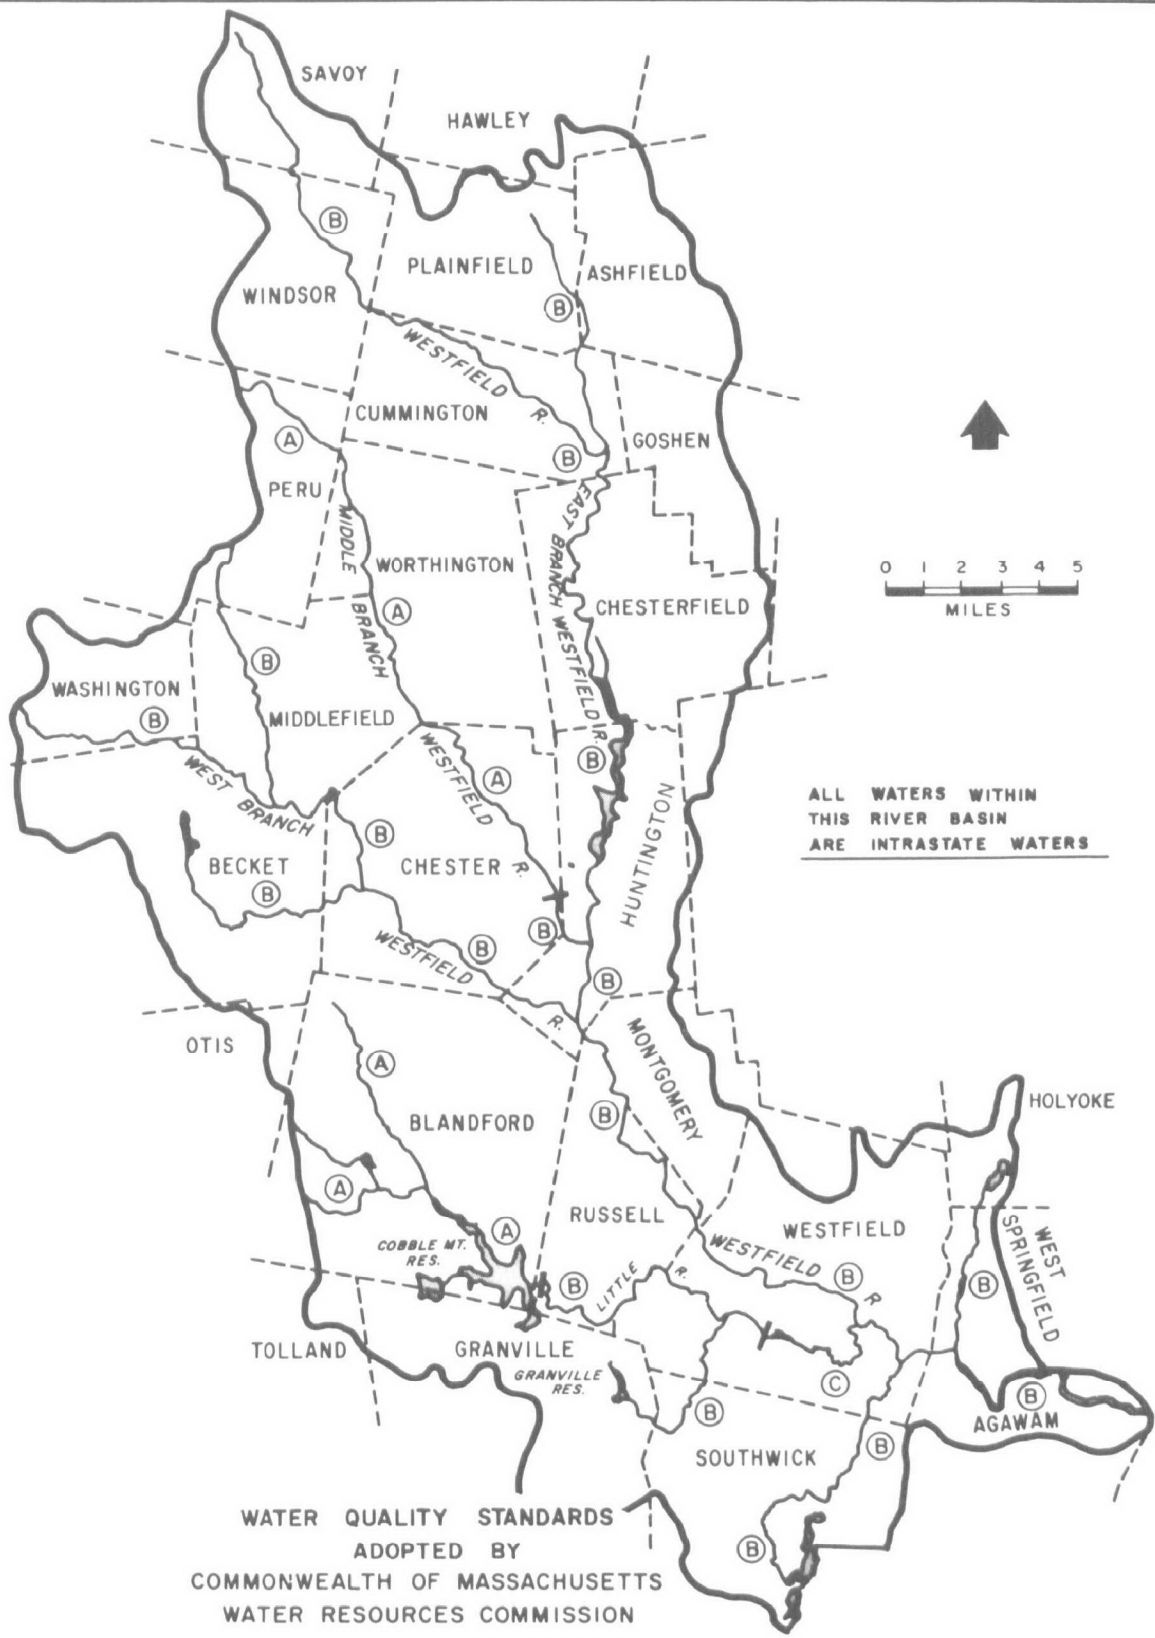 SAVOY
HAWLEY
B
PLAINFIELD
ASHFIELD
WINDSOR
B
WESTFIELD R.
CUMMINGTON
A
B
GOSHEN
PERU
MIDDLE BRANCH
WORTHINGTON
EAST BRANCH WESTFIELD R.
0 1 2 3 4 5
MILES
CHESTERFIELD
A
B
WASHINGTON
B
MIDDLEFIELD
WEST BRANCH
WESTFIELD R.
A
B
HUNTINGTON
ALL WATERS WITHIN
THIS RIVER BASIN
ARE INTRASTATE WATERS
B
BECKET
CHESTER
B
WESTFIELD R.
B
B
B
OTIS
MONTGOMERY
A
BLANDFORD
B
HOLYOKE
A
RUSSELL
WESTFIELD
WEST
SPRINGFIELD
COBBLE MT.
RES.
A
B
LITTLE R.
WESTFIELD R
B
B
TOLLAND
GRANVILLE
GRANVILLE
RES.
C
B
B
AGAWAM
SOUTHWICK
B
B
WATER QUALITY STANDARDS
ADOPTED BY
COMMONWEALTH OF MASSACHUSETTS
WATER RESOURCES COMMISSION